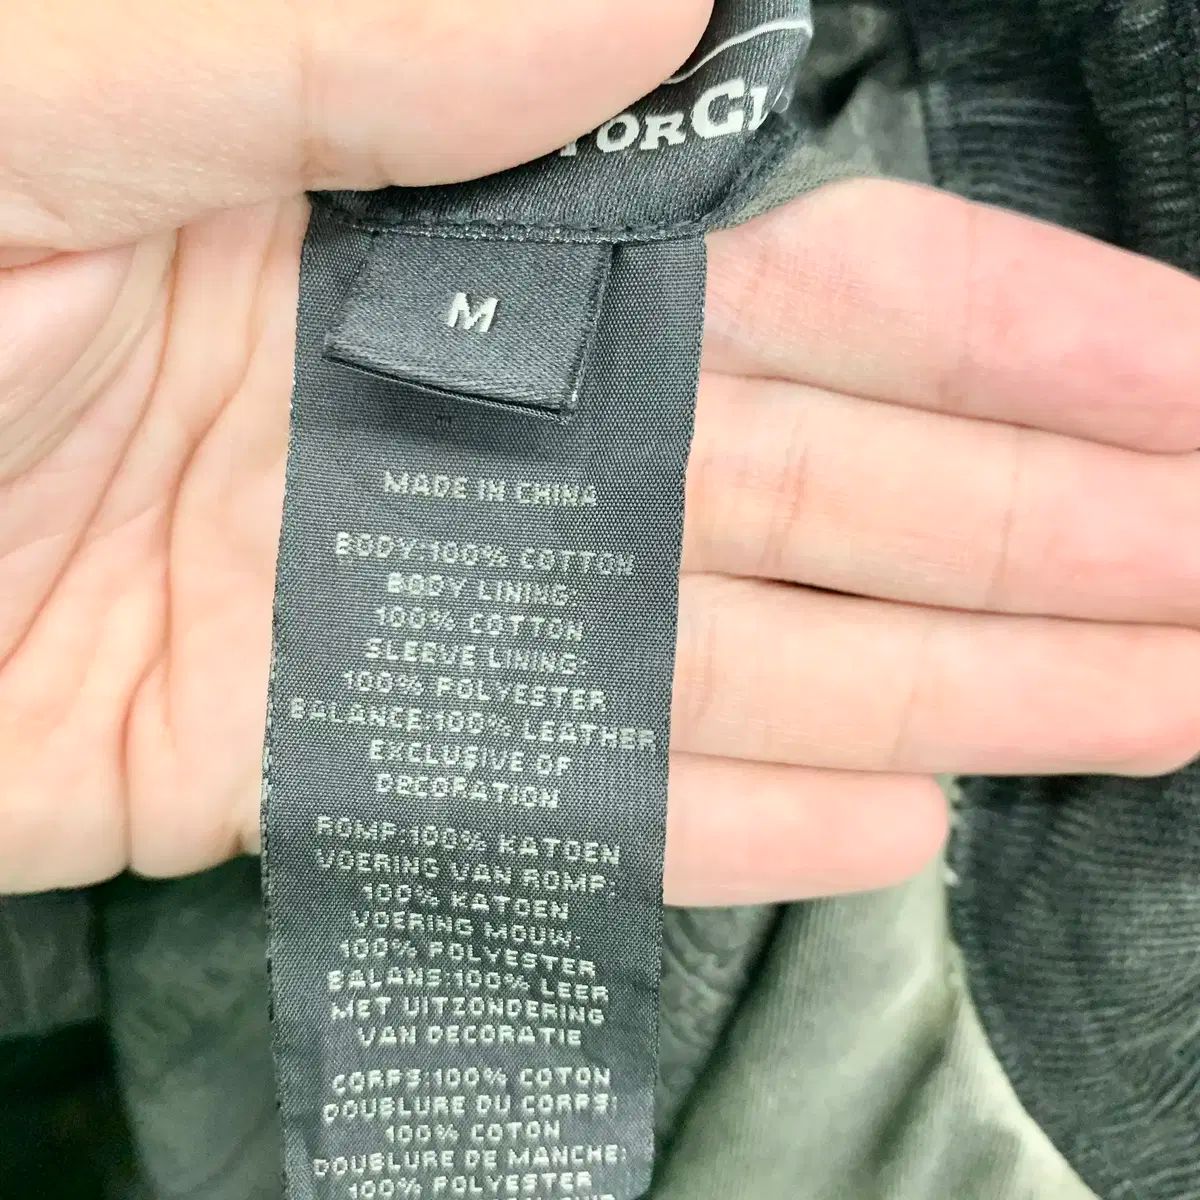 TORCL
M
MADE IN CHINA
BODY:100% COTTON
BODY LINING:
100% COTTON
SLEEVE LINING:
100% POLYESTER
BALANCE:100% LEATHER
EXCLUSIVE OF
DECORATION
ROMP:100% KATOEN
VOERING VAN ROMP:
100% KATOEN
VOERING MOUW:
100% POLYESTER
BALANS:100% LEER
MET UITZONDERING
VAN DECORATIE
CORPS:100% COTON
DOUBLURE DU CORPS:
100% COTON
DOUBLURE DE MANCHE:
100% POLYESTER